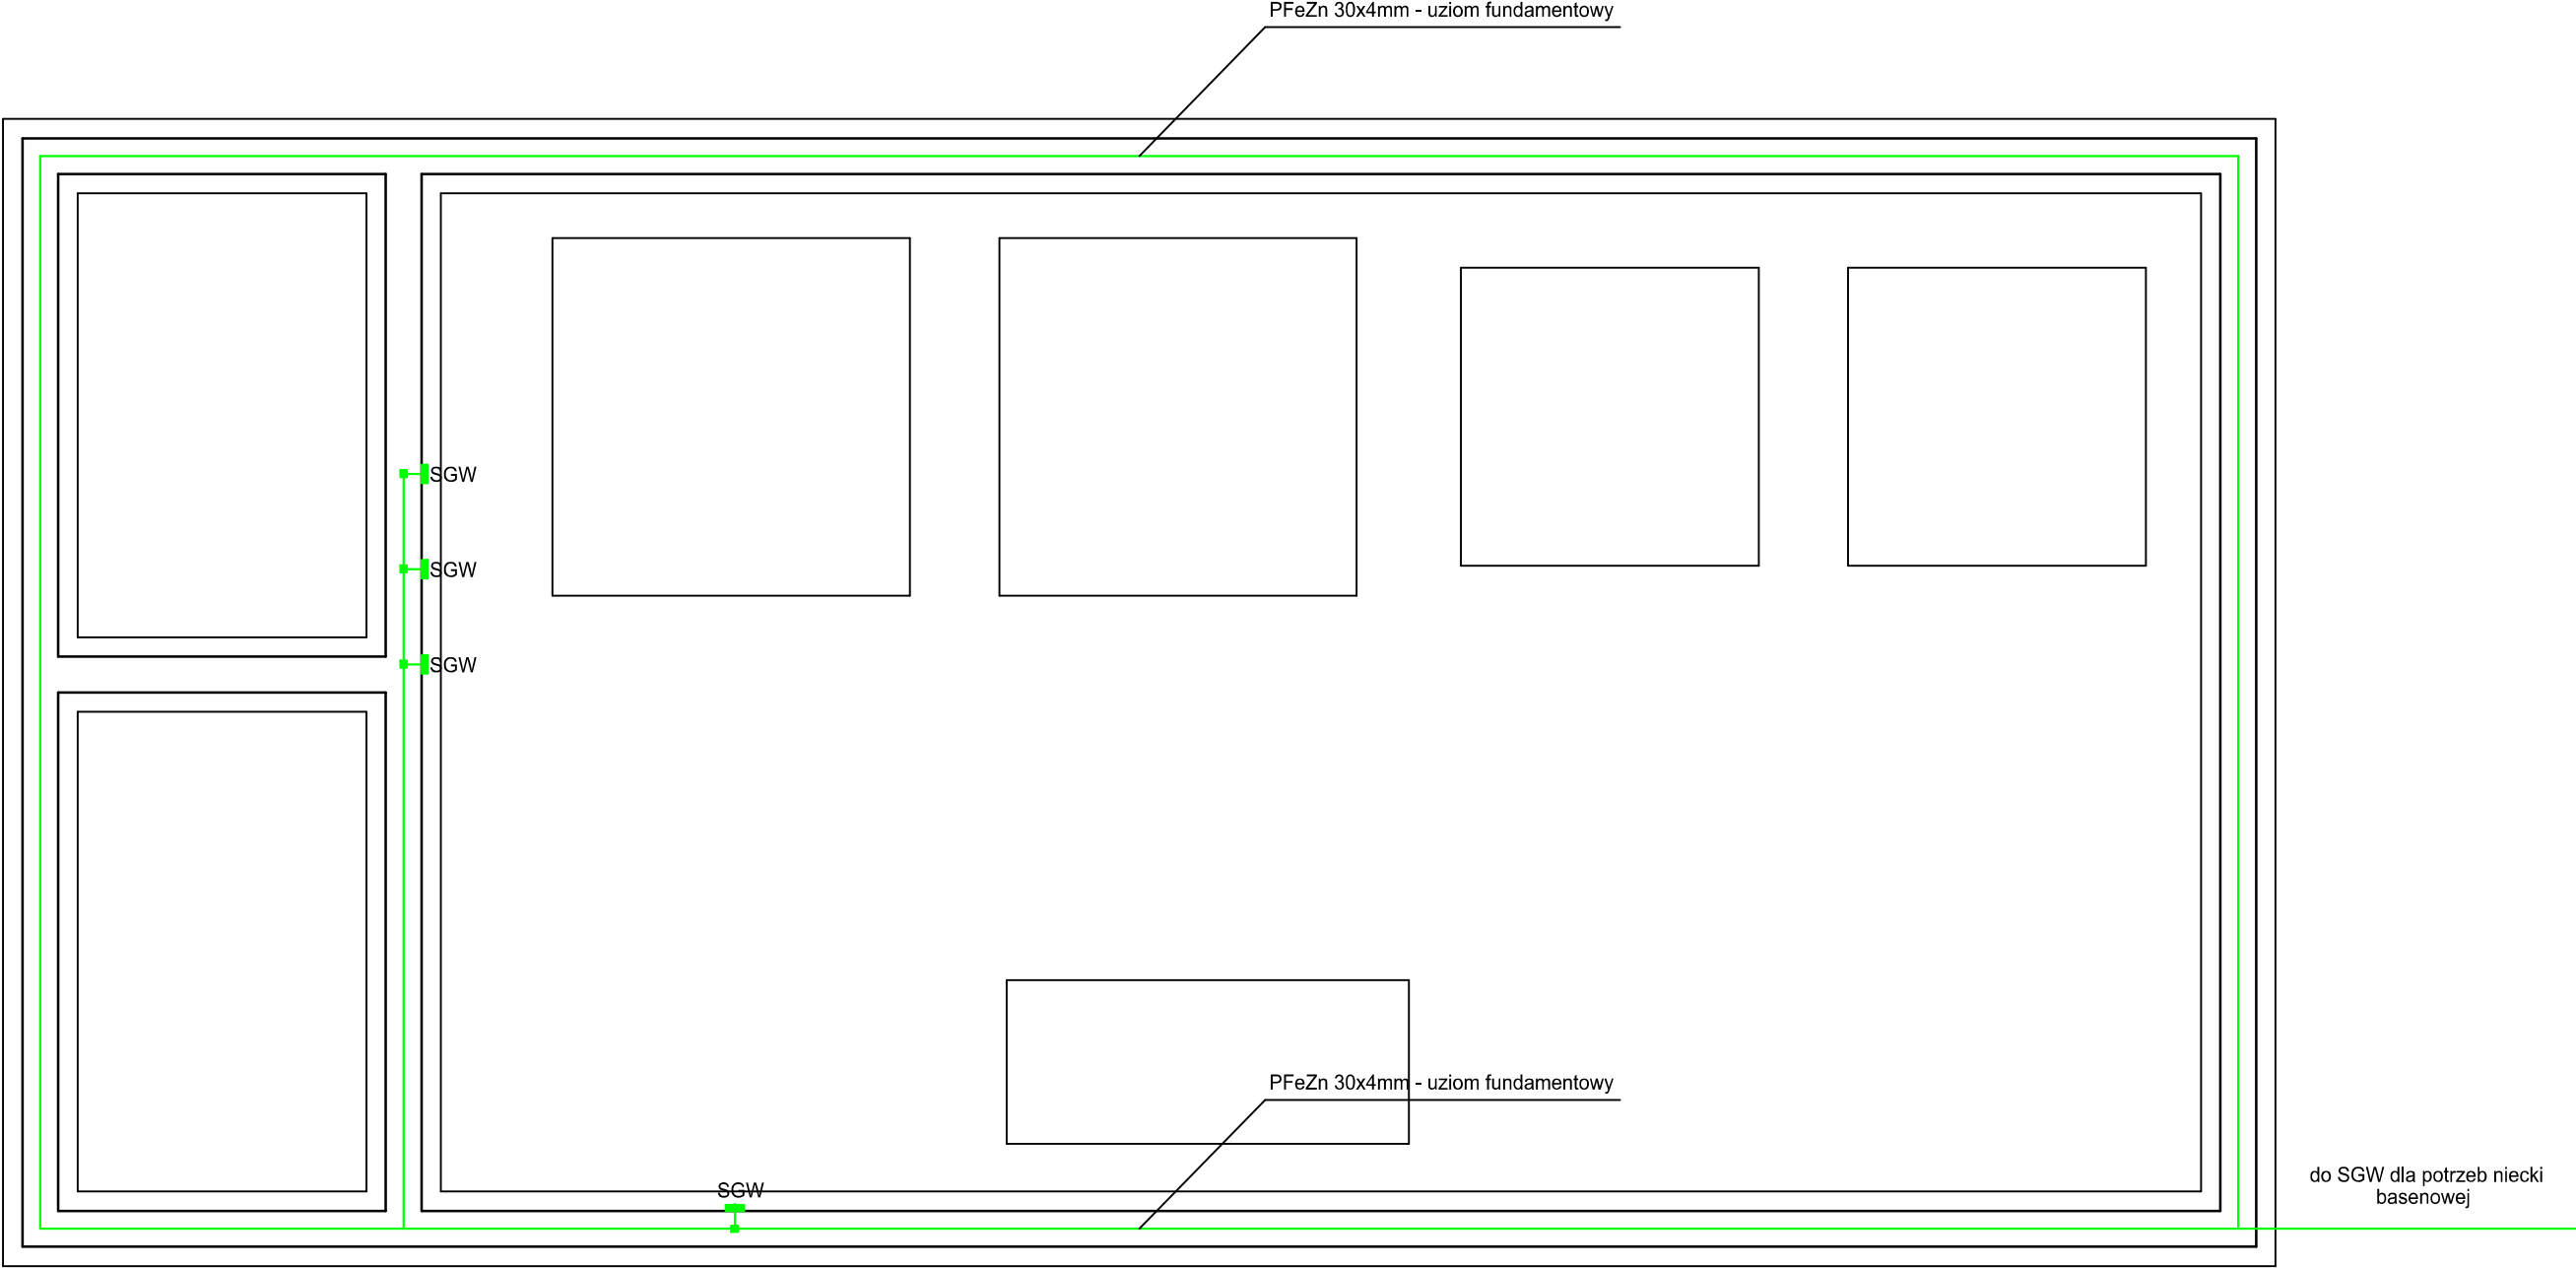 PFeZn 30x4mm - uziom fundamentowy
SGW
SGW
SGW
PFeZn 30x4mm - uziom fundamentowy
do SGW dla potrzeb niecki
basenowej
SGW